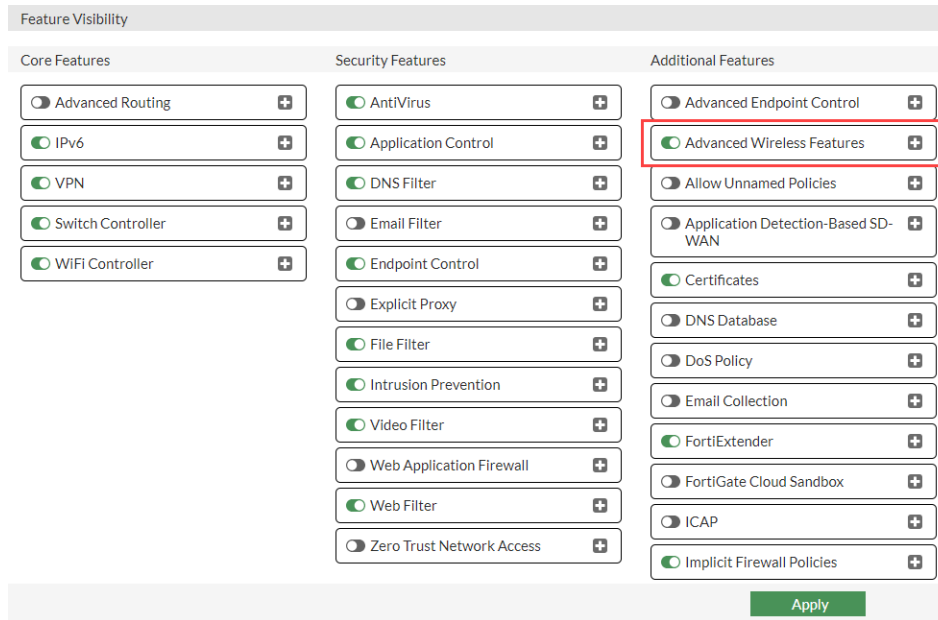 Feature Visibility
Core Features
Advanced Routing
IPv6
VPN
Switch Controller
WiFi Controller
Security Features
AntiVirus
Application Control
DNS Filter
Email Filter
Endpoint Control
Explicit Proxy
File Filter
Intrusion Prevention
Video Filter
Web Application Firewall
Web Filter
Zero Trust Network Access
Additional Features
Advanced Endpoint Control
Advanced Wireless Features
Allow Unnamed Policies
Application Detection-Based SD-
WAN
Certificates
DNS Database
DoS Policy
Email Collection
FortiExtender
FortiGate Cloud Sandbox
ICAP
Implicit Firewall Policies
Apply